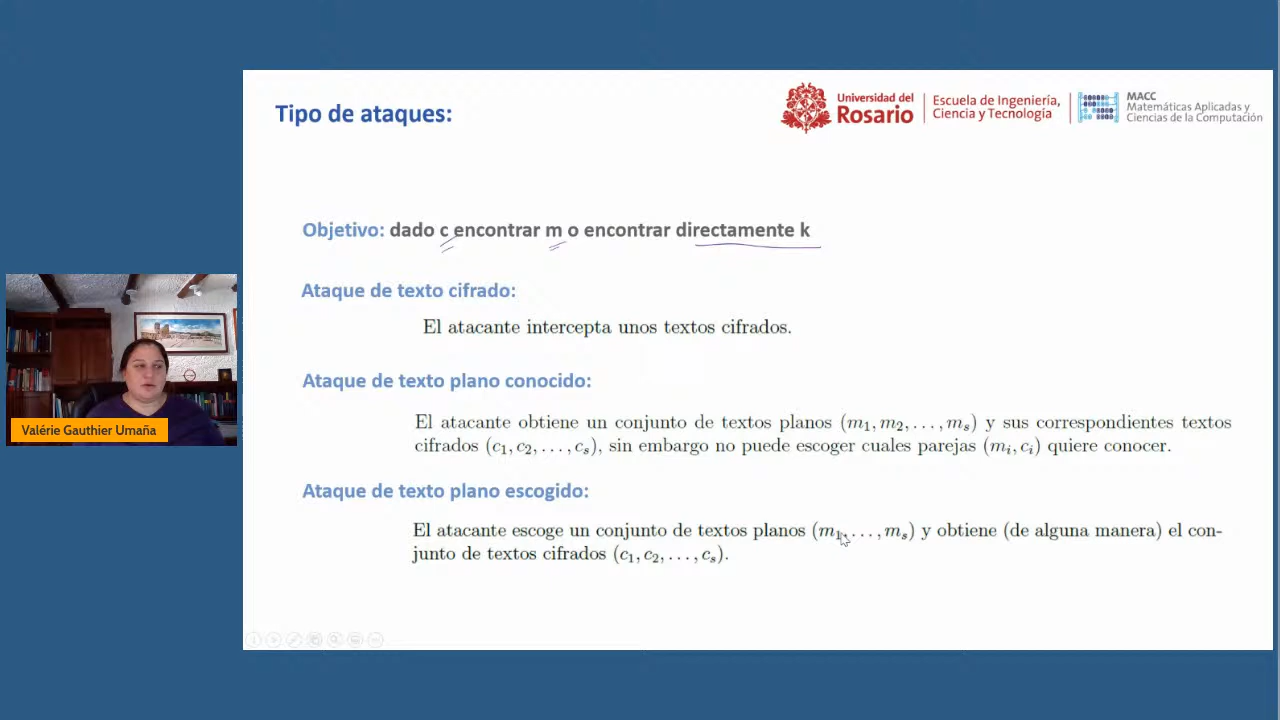 Tipo de ataques:
Universidad del
Rosario
Escuela de Ingeniería,
Ciencia y Tecnología
MACC
Matemáticas Aplicadas y
Ciencias de la Computación
Objetivo: dado c encontrar m o encontrar directamente k
Ataque de texto cifrado:
El atacante intercepta unos textos cifrados.
Ataque de texto plano conocido:
El atacante obtiene un conjunto de textos planos (m₁, m₂, . . . , mₛ) y sus correspondientes textos
cifrados (c₁, c₂, . . . , cₛ), sin embargo no puede escoger cuales parejas (mᵢ, cᵢ) quiere conocer.
Ataque de texto plano escogido:
El atacante escoge un conjunto de textos planos (m₁, . . . , mₛ) y obtiene (de alguna manera) el con-
junto de textos cifrados (c₁, c₂, . . . , cₛ).
Valérie Gauthier Umaña